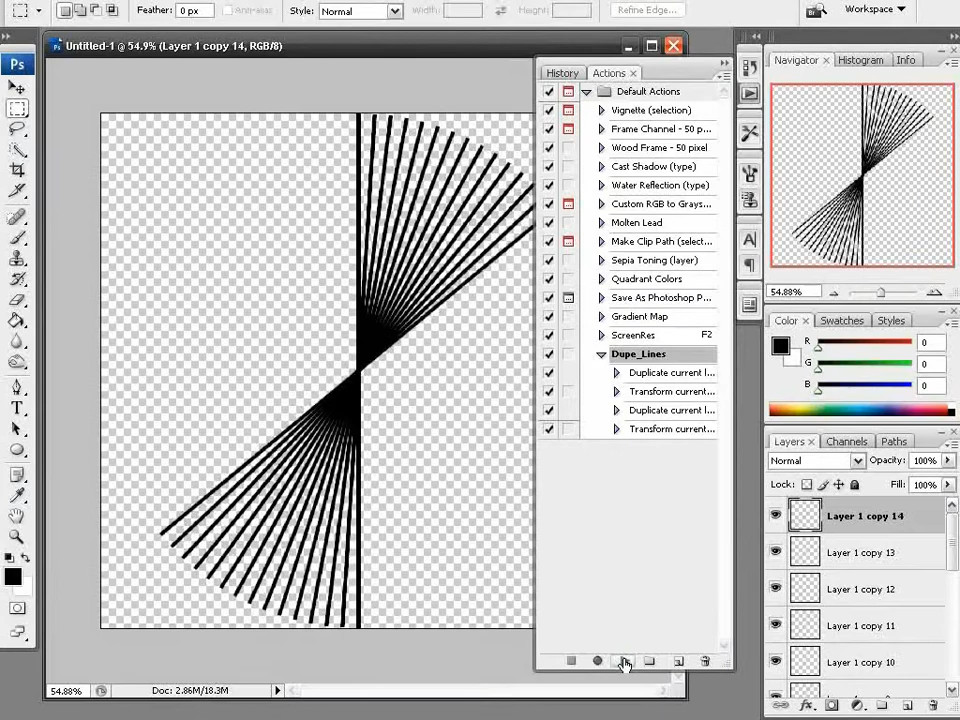 Feather: 0 px Anti-alias Style: Normal Width: Height: Refine Edge... Workspace
Ps
Untitled-1 @ 54.9% (Layer 1 copy 14, RGB/8)
History Actions
Default Actions
Vignette (selection)
Frame Channel - 50 p...
Wood Frame - 50 pixel
Cast Shadow (type)
Water Reflection (type)
Custom RGB to Grays...
Molten Lead
Make Clip Path (select...
Sepia Toning (layer)
Quadrant Colors
Save As Photoshop P...
Gradient Map
ScreenRes F2
Dupe_Lines
Duplicate current l...
Transform current...
Duplicate current l...
Transform current...
Navigator Histogram Info
54.88%
Color Swatches Styles
R 0
G 0
B 0
Layers Channels Paths
Normal Opacity: 100%
Lock: Fill: 100%
Layer 1 copy 14
Layer 1 copy 13
Layer 1 copy 12
Layer 1 copy 11
Layer 1 copy 10
54.88% Doc: 2.86M/18.3M